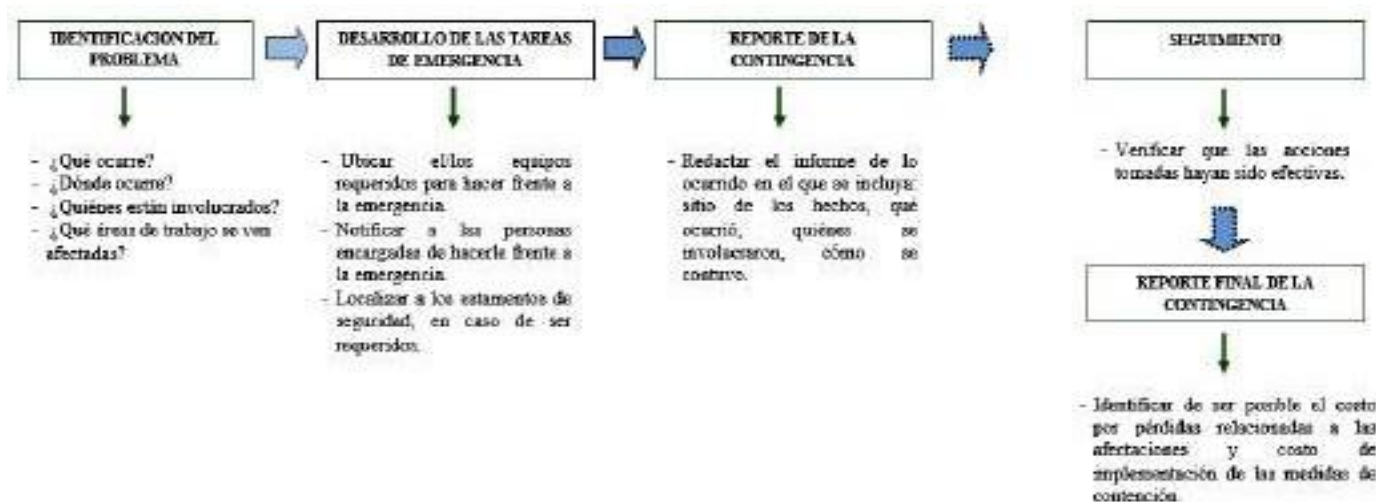 IDENTIFICACION DEL
PROBLEMA
- ¿Qué ocurre?
- ¿Dónde ocurre?
- ¿Quiénes están involucrados?
- ¿Qué áreas de trabajo se ven
afectadas?
DESARROLLO DE LAS TAREAS
DE EMERGENCIA
- Ubicar el/los equipos
requeridos para hacer frente a
la emergencia.
- Notificar a las personas
encargadas de hacerle frente a
la emergencia.
- Localizar a los estamentos de
seguridad, en caso de ser
requeridos.
REPORTE DE LA
CONTINGENCIA
- Redactar el informe de lo
ocurrido en el que se incluya:
sitio de los hechos, qué
ocurrió, quiénes se
involucraron, cómo se
contuvo.
SEGUIMIENTO
- Verificar que las acciones
tomadas hayan sido efectivas.
REPORTE FINAL DE LA
CONTINGENCIA
- Identificar de ser posible el costo
por pérdidas relacionadas a las
afectaciones y costo de
implementación de las medidas de
contención.